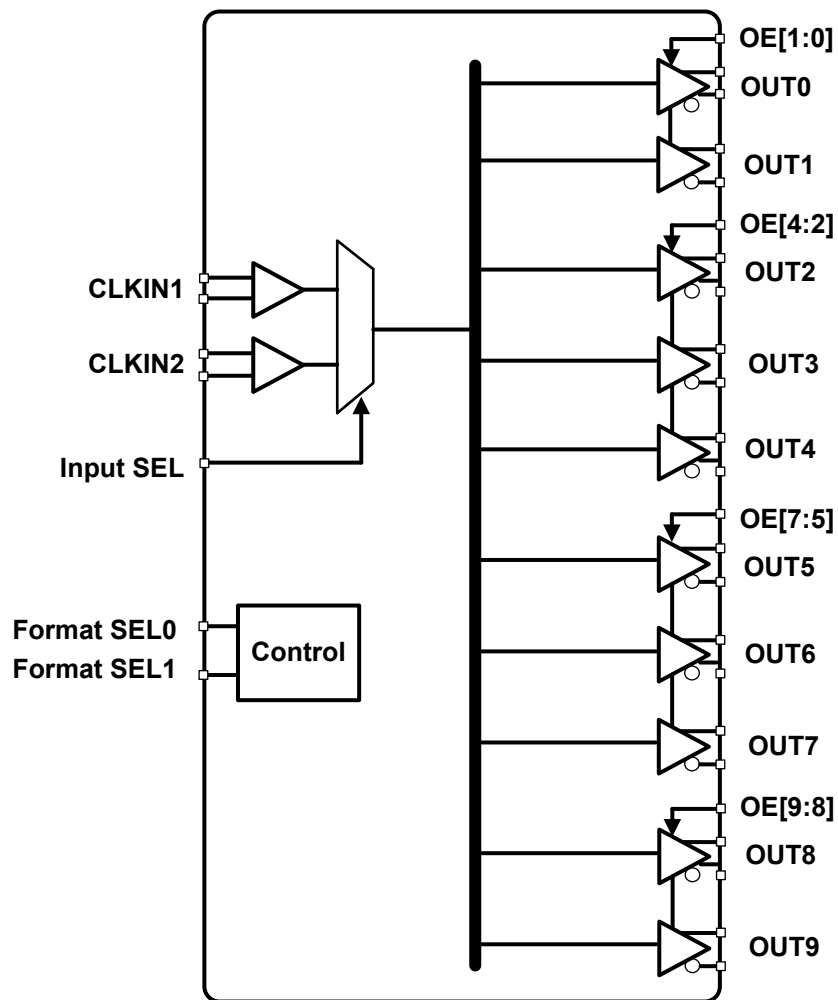 CLKIN1
CLKIN2
Input SEL
Format SEL0
Format SEL1
Control
OE[1:0]
OUT0
OUT1
OE[4:2]
OUT2
OUT3
OUT4
OE[7:5]
OUT5
OUT6
OUT7
OE[9:8]
OUT8
OUT9